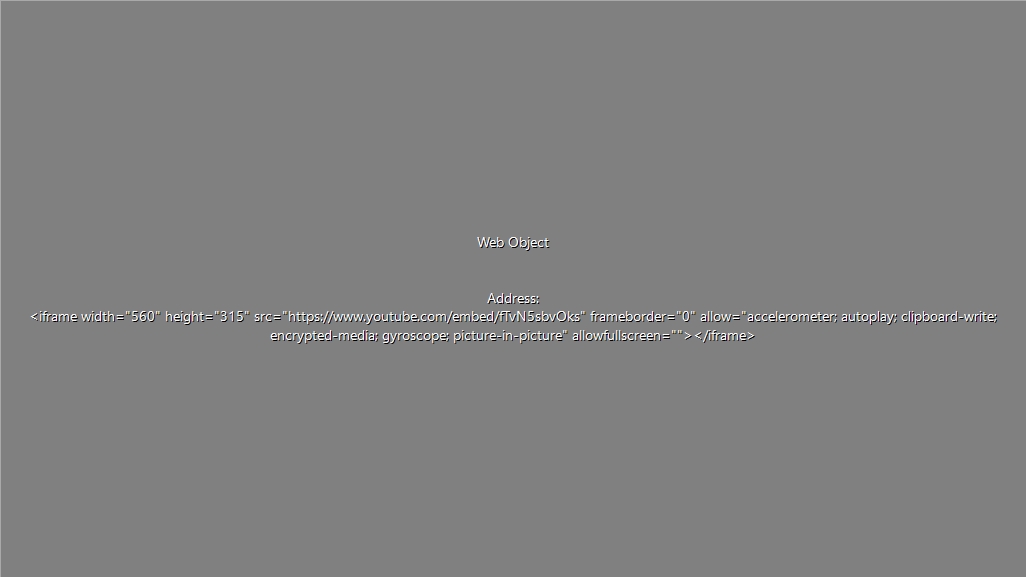 Web Object
Address:
<iframe width="560" height="315" src="https://www.youtube.com/embed/fTvN5sbvOks" frameborder="0" allow="accelerometer; autoplay; clipboard-write;
encrypted-media; gyroscope; picture-in-picture" allowfullscreen=""></iframe>